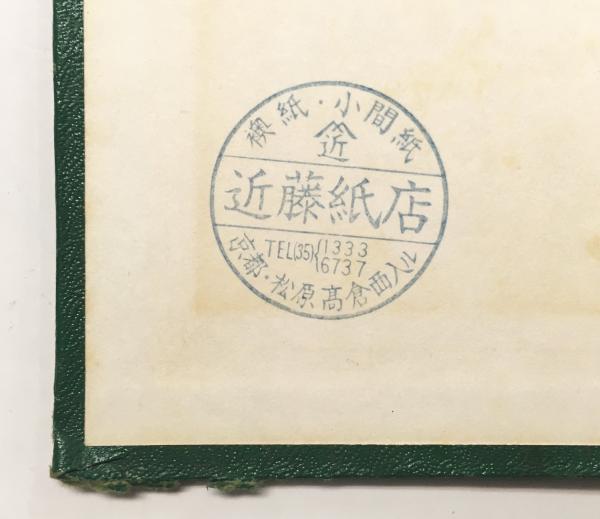 襖紙・小間紙
近
近藤紙店
TEL(35){1333
6737
京都・松原高倉西入ル